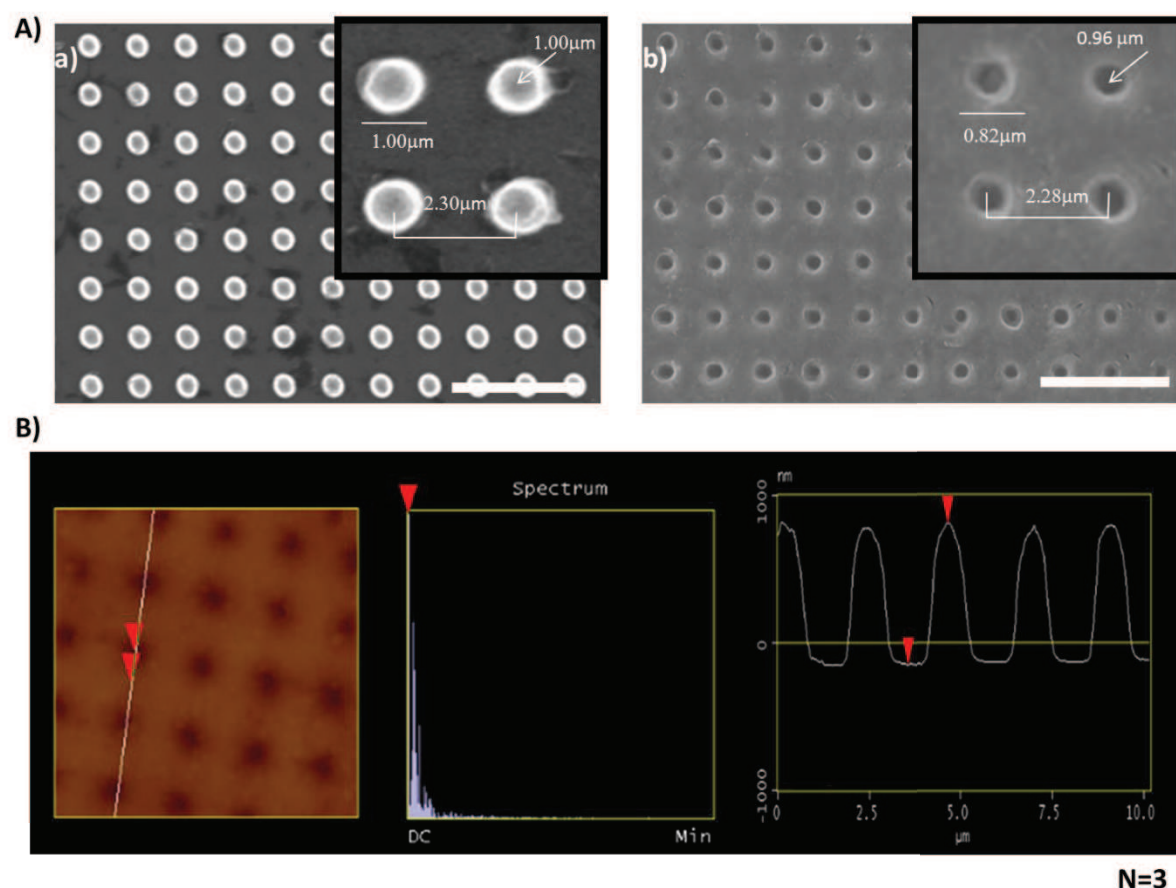 A)
a)
1.00µm
1.00µm
2.30µm
b)
0.96 µm
0.82µm
2.28µm
B)
Spectrum
DC
Min
nm
1000
0
-1000
0
2.5
5.0
7.5
10.0
µm
N=3